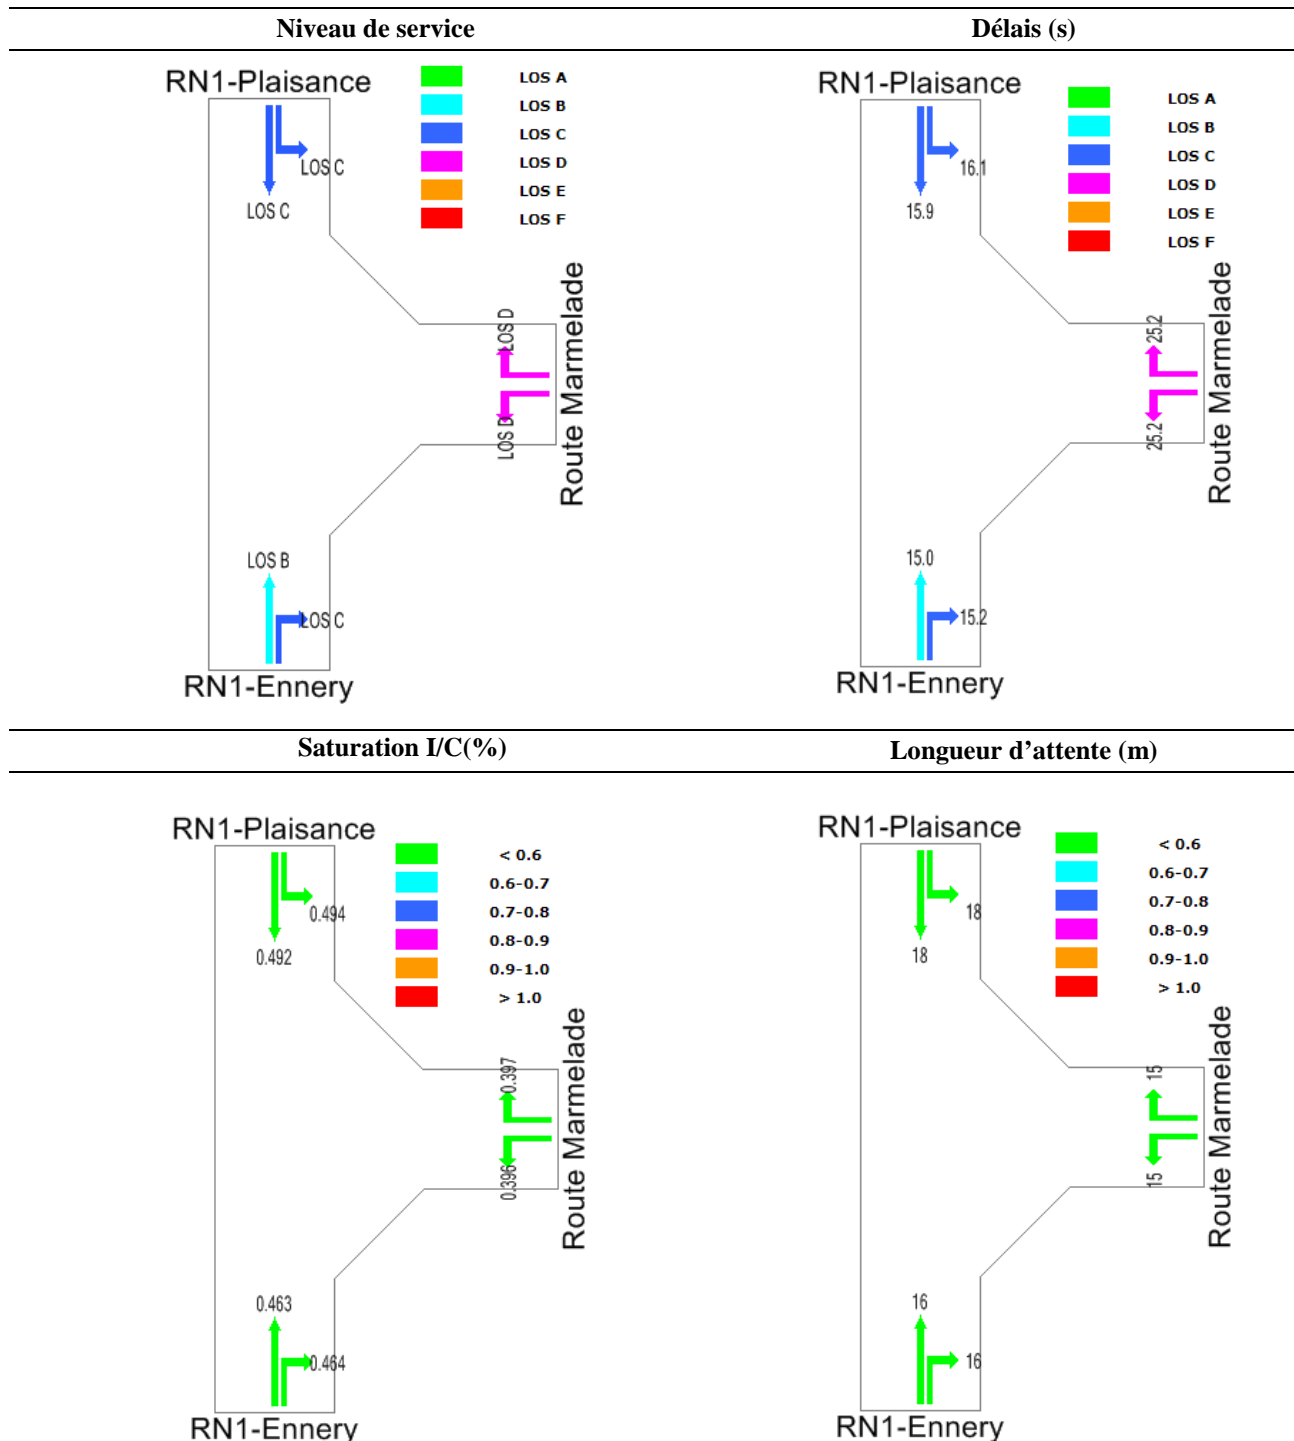 Niveau de service
Délais (s)
RN1-Plaisance
LOS A
LOS B
LOS C
LOS D
LOS E
LOS F
LOS C
LOS C
LOS D
LOS D
Route Marmelade
LOS B
LOS C
RN1-Ennery
RN1-Plaisance
LOS A
LOS B
LOS C
LOS D
LOS E
LOS F
16.1
15.9
25.2
25.2
Route Marmelade
15.0
15.2
RN1-Ennery
Saturation I/C(%)
Longueur d’attente (m)
RN1-Plaisance
< 0.6
0.6-0.7
0.7-0.8
0.8-0.9
0.9-1.0
> 1.0
0.494
0.492
0.397
0.396
Route Marmelade
0.463
0.464
RN1-Ennery
RN1-Plaisance
< 0.6
0.6-0.7
0.7-0.8
0.8-0.9
0.9-1.0
> 1.0
18
18
15
15
Route Marmelade
16
16
RN1-Ennery